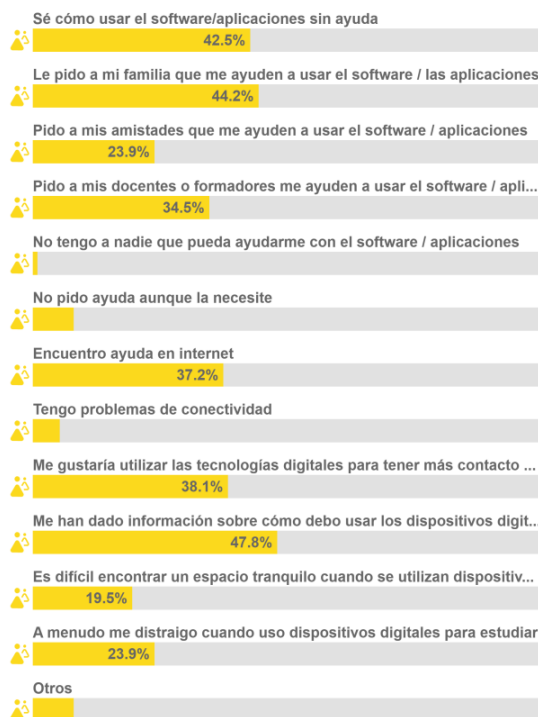 Sé cómo usar el software/aplicaciones sin ayuda
42.5%
Le pido a mi familia que me ayuden a usar el software / las aplicaciones
44.2%
Pido a mis amistades que me ayuden a usar el software / aplicaciones
23.9%
Pido a mis docentes o formadores me ayuden a usar el software / apli...
34.5%
No tengo a nadie que pueda ayudarme con el software / aplicaciones
No pido ayuda aunque la necesite
Encuentro ayuda en internet
37.2%
Tengo problemas de conectividad
Me gustaría utilizar las tecnologías digitales para tener más contacto ...
38.1%
Me han dado información sobre cómo debo usar los dispositivos digit...
47.8%
Es difícil encontrar un espacio tranquilo cuando se utilizan dispositiv...
19.5%
A menudo me distraigo cuando uso dispositivos digitales para estudiar
23.9%
Otros